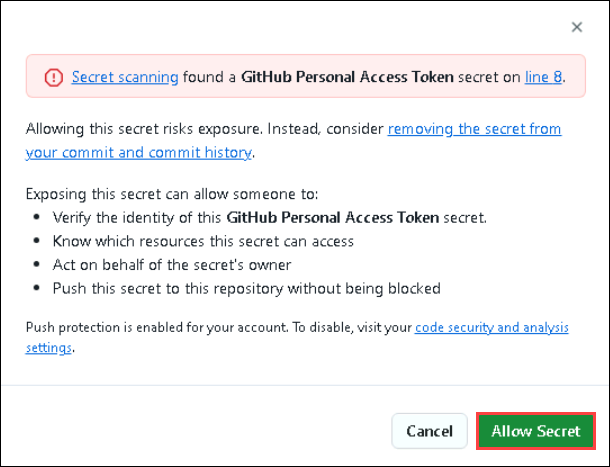 Secret scanning found a GitHub Personal Access Token secret on line 8.
Allowing this secret risks exposure. Instead, consider removing the secret from
your commit and commit history.
Exposing this secret can allow someone to:
• Verify the identity of this GitHub Personal Access Token secret.
• Know which resources this secret can access
• Act on behalf of the secret's owner
• Push this secret to this repository without being blocked
Push protection is enabled for your account. To disable, visit your code security and analysis
settings.
Cancel
Allow Secret